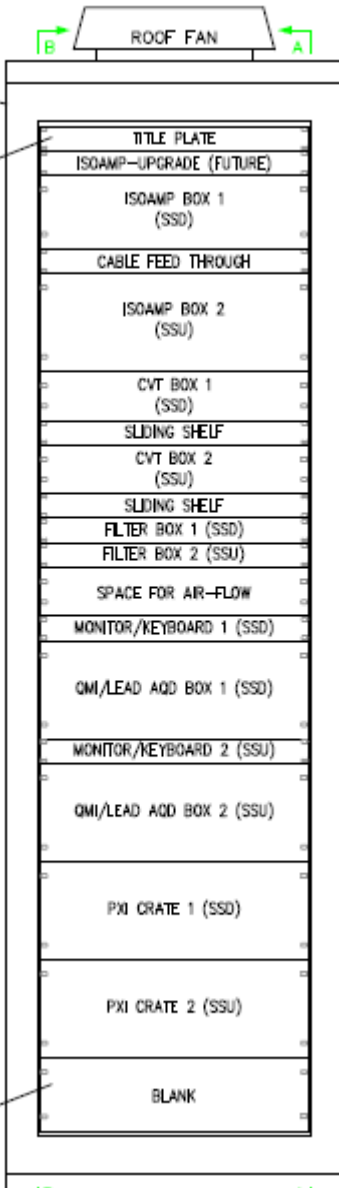 ROOF FAN
B
A
TITLE PLATE
ISOAMP-UPGRADE (FUTURE)
ISOAMP BOX 1
(SSD)
CABLE FEED THROUGH
ISOAMP BOX 2
(SSU)
CVT BOX 1
(SSD)
SLIDING SHELF
CVT BOX 2
(SSU)
SLIDING SHELF
FILTER BOX 1 (SSD)
FILTER BOX 2 (SSU)
SPACE FOR AIR-FLOW
MONITOR/KEYBOARD 1 (SSD)
QMI/LEAD AQD BOX 1 (SSD)
MONITOR/KEYBOARD 2 (SSU)
QMI/LEAD AQD BOX 2 (SSU)
PXI CRATE 1 (SSD)
PXI CRATE 2 (SSU)
BLANK